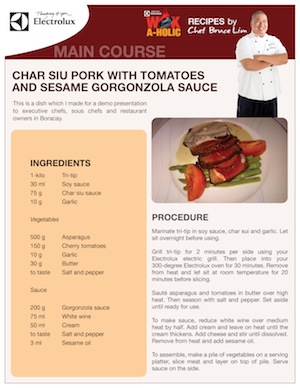 Thinking of you
Electrolux
Electrolux
WOK
A-HOLIC
RECIPES by
Chef Bruce Lim
MAIN COURSE
CHAR SIU PORK WITH TOMATOES
AND SESAME GORGONZOLA SAUCE
This is a dish which I made for a demo presentation
to executive chefs, sous chefs and restaurant
owners in Boracay.
INGREDIENTS
1-kilo Tri-tip
30 ml Soy sauce
75 g Char siu sauce
10 g Garlic
Vegetables
500 g Asparagus
150 g Cherry tomatoes
10 g Garlic
30 g Butter
to taste Salt and pepper
Sauce
200 g Gorgonzola sauce
75 ml White wine
50 ml Cream
to taste Salt and pepper
3 ml Sesame oil
PROCEDURE
Marinate tri-tip in soy sauce, char sui and garlic. Let
sit overnight before using.
Grill tri-tip for 2 minutes per side using your
Electrolux electric grill. Then place into your
300-degree Electrolux oven for 30 minutes. Remove
from heat and let sit at room temperature for 20
minutes before slicing.
Sauté asparagus and tomatoes in butter over high
heat. Then season with salt and pepper. Set aside
until ready for use.
To make sauce, reduce white wine over medium
heat by half. Add cream and leave on heat until the
cream thickens. Add cheese and stir until dissolved.
Remove from heat and add sesame oil.
To assemble, make a pile of vegetables on a serving
platter, slice meat and layer on top of pile. Serve
sauce on the side.